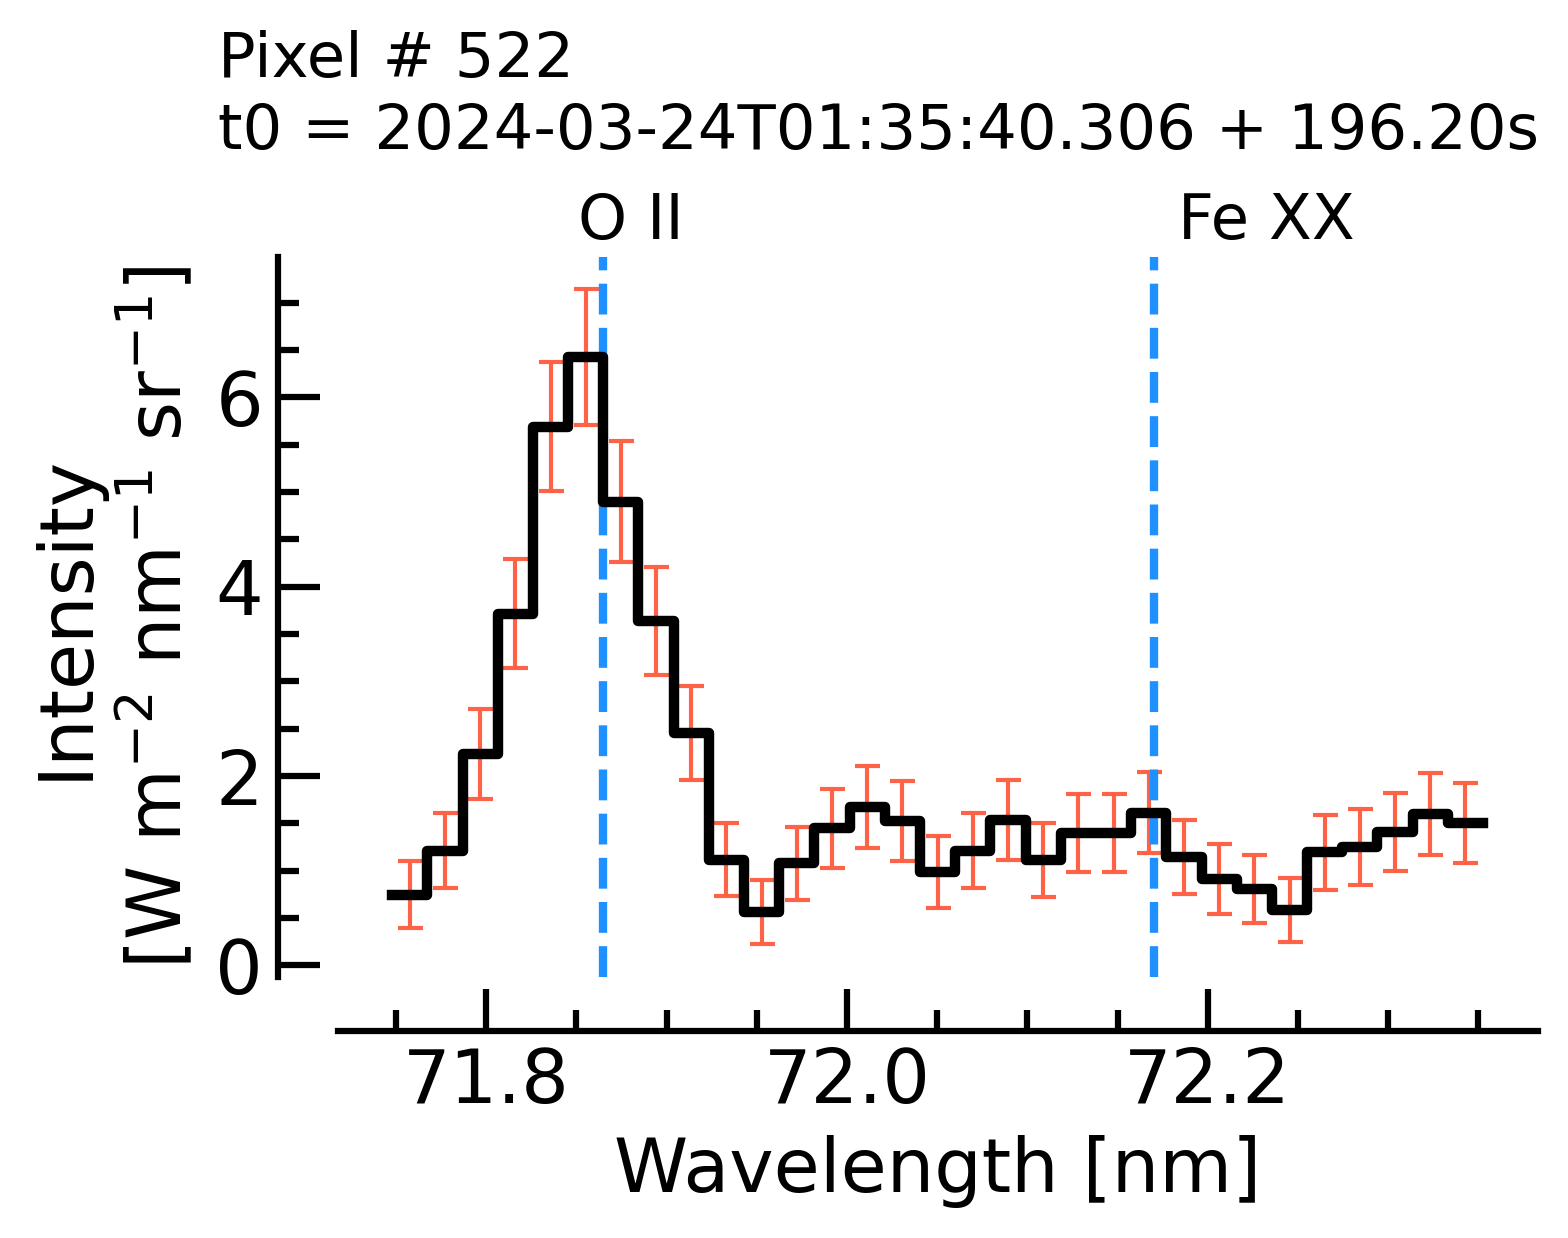 Pixel # 522
t0 = 2024-03-24T01:35:40.306 + 196.20s
O II
Fe XX
Intensity
[W m⁻² nm⁻¹ sr⁻¹]
6
4
2
0
71.8
72.0
72.2
Wavelength [nm]